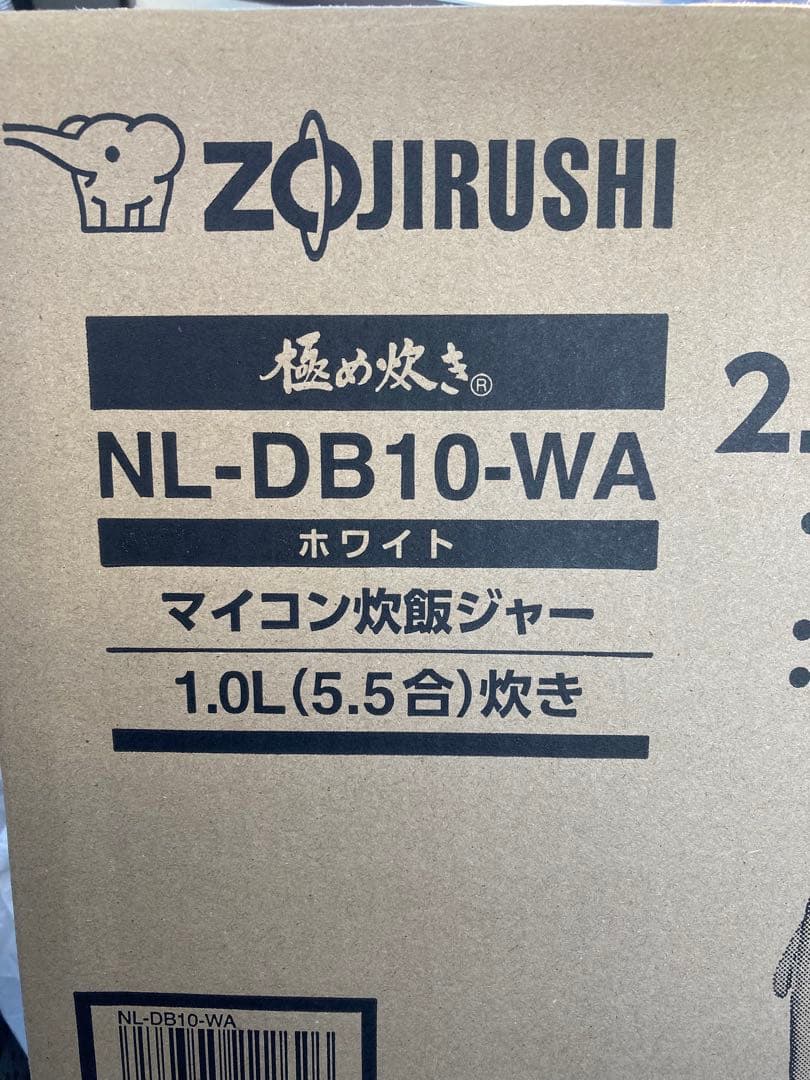 ZOJIRUSHI
極め炊き®
NL-DB10-WA
ホワイト
マイコン炊飯ジャー
1.0L(5.5合)炊き
2.
NL-DB10-WA